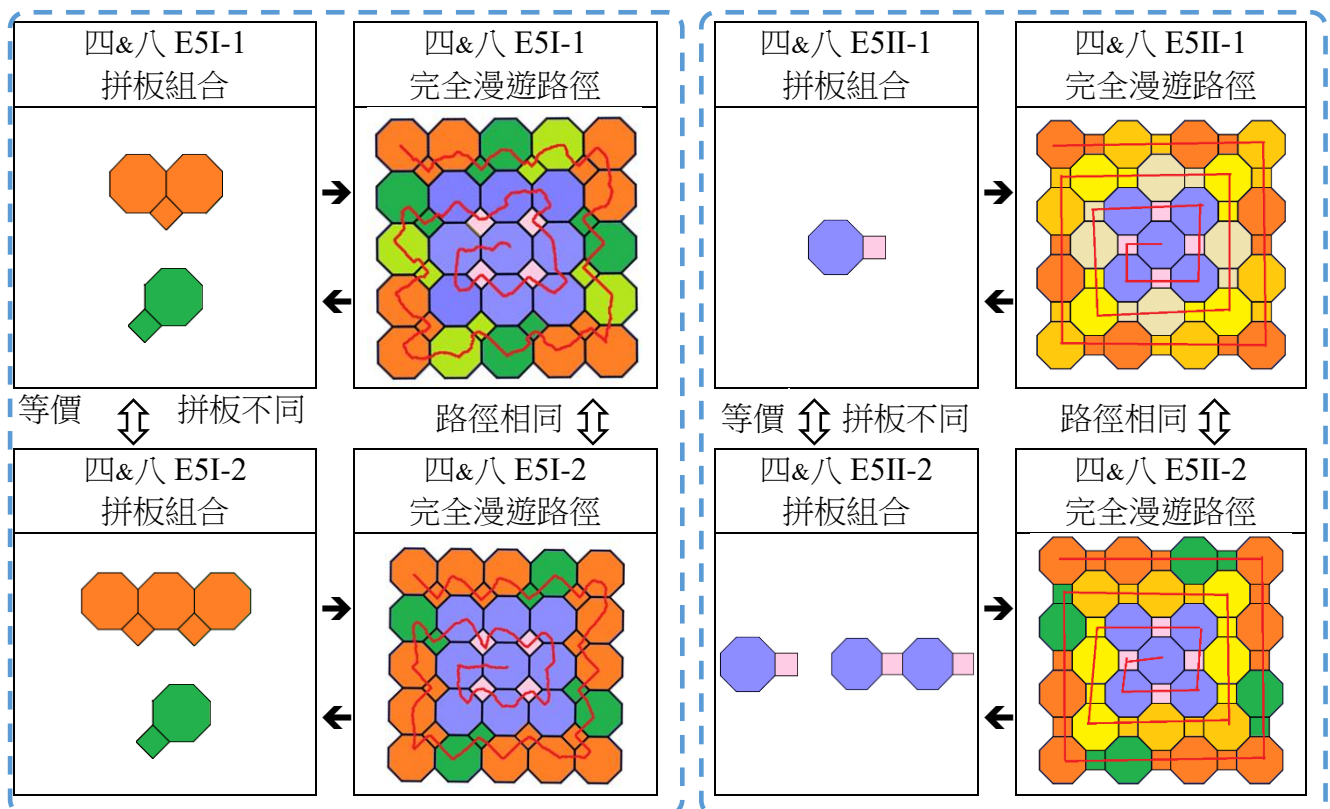 四&八 E5I-1
拼板組合
四&八 E5I-1
完全漫遊路徑
四&八 E5II-1
拼板組合
四&八 E5II-1
完全漫遊路徑
等價 拼板不同 路徑相同
等價 拼板不同 路徑相同
四&八 E5I-2
拼板組合
四&八 E5I-2
完全漫遊路徑
四&八 E5II-2
拼板組合
四&八 E5II-2
完全漫遊路徑